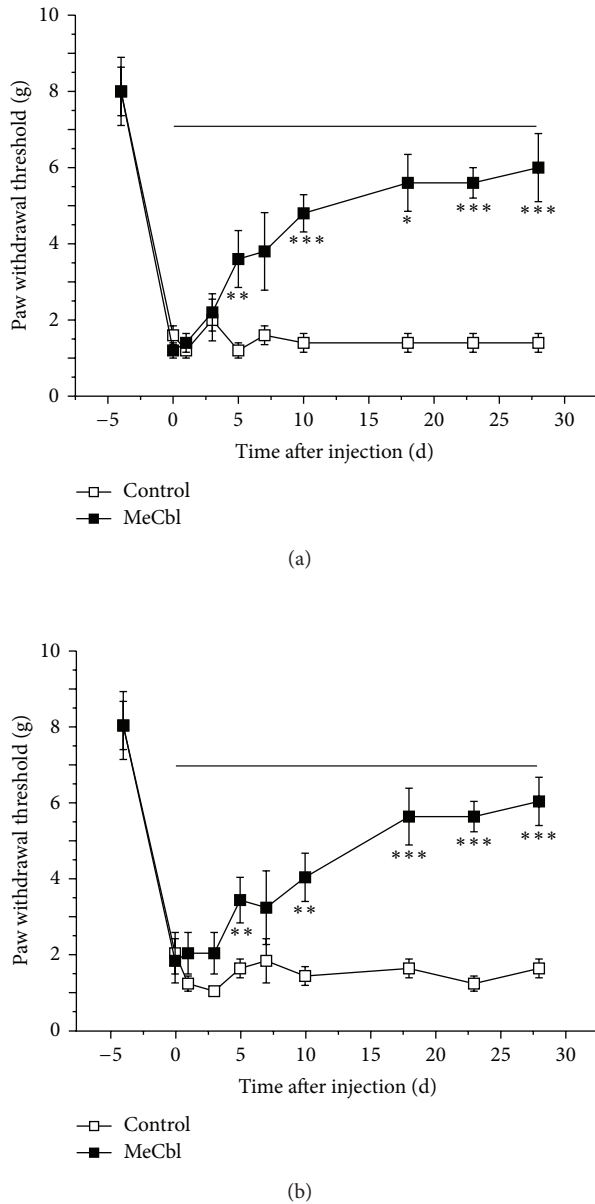 10
8
6
4
2
0
Paw withdrawal threshold (g)
** *** * *** ***
−5 0 5 10 15 20 25 30
Time after injection (d)
Control
MeCbl
(a)
10
8
6
4
2
0
Paw withdrawal threshold (g)
** ** *** *** ***
−5 0 5 10 15 20 25 30
Time after injection (d)
Control
MeCbl
(b)